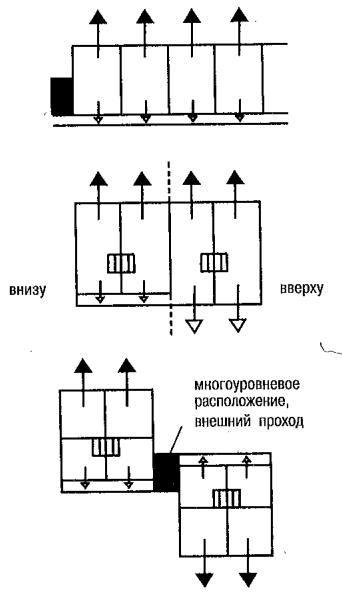 внизу
вверху
многоуровневое
расположение,
внешний проход